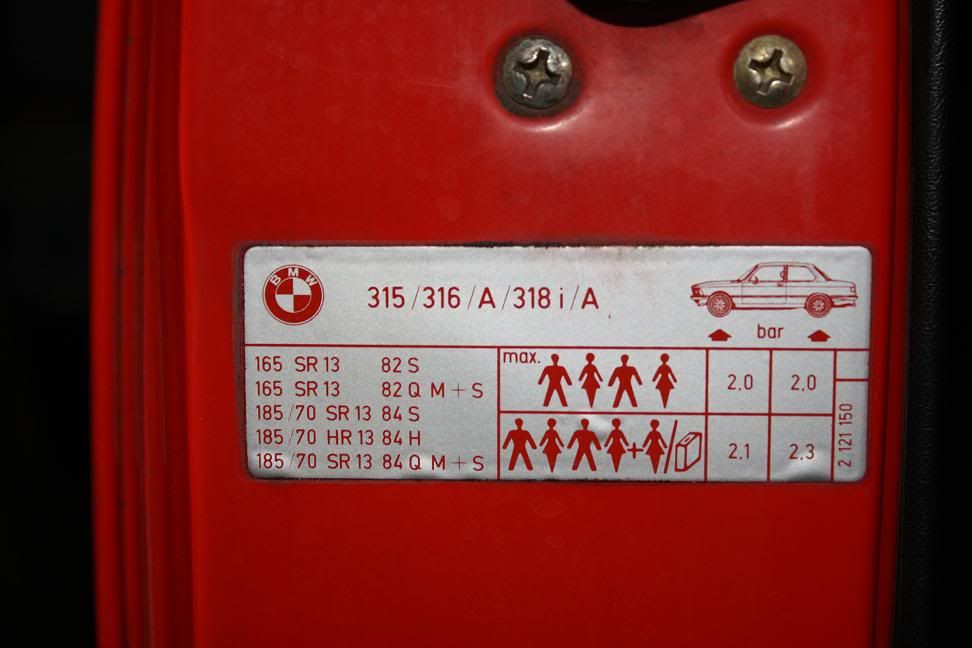 BMW
315/316/A/318 i/A
bar
165 SR 13 82 S
165 SR 13 82 Q M + S
185/70 SR 13 84 S
185/70 HR 13 84 H
185/70 SR 13 84 Q M + S
max.
2.0 2.0
+ /
2.1 2.3
2 121 150